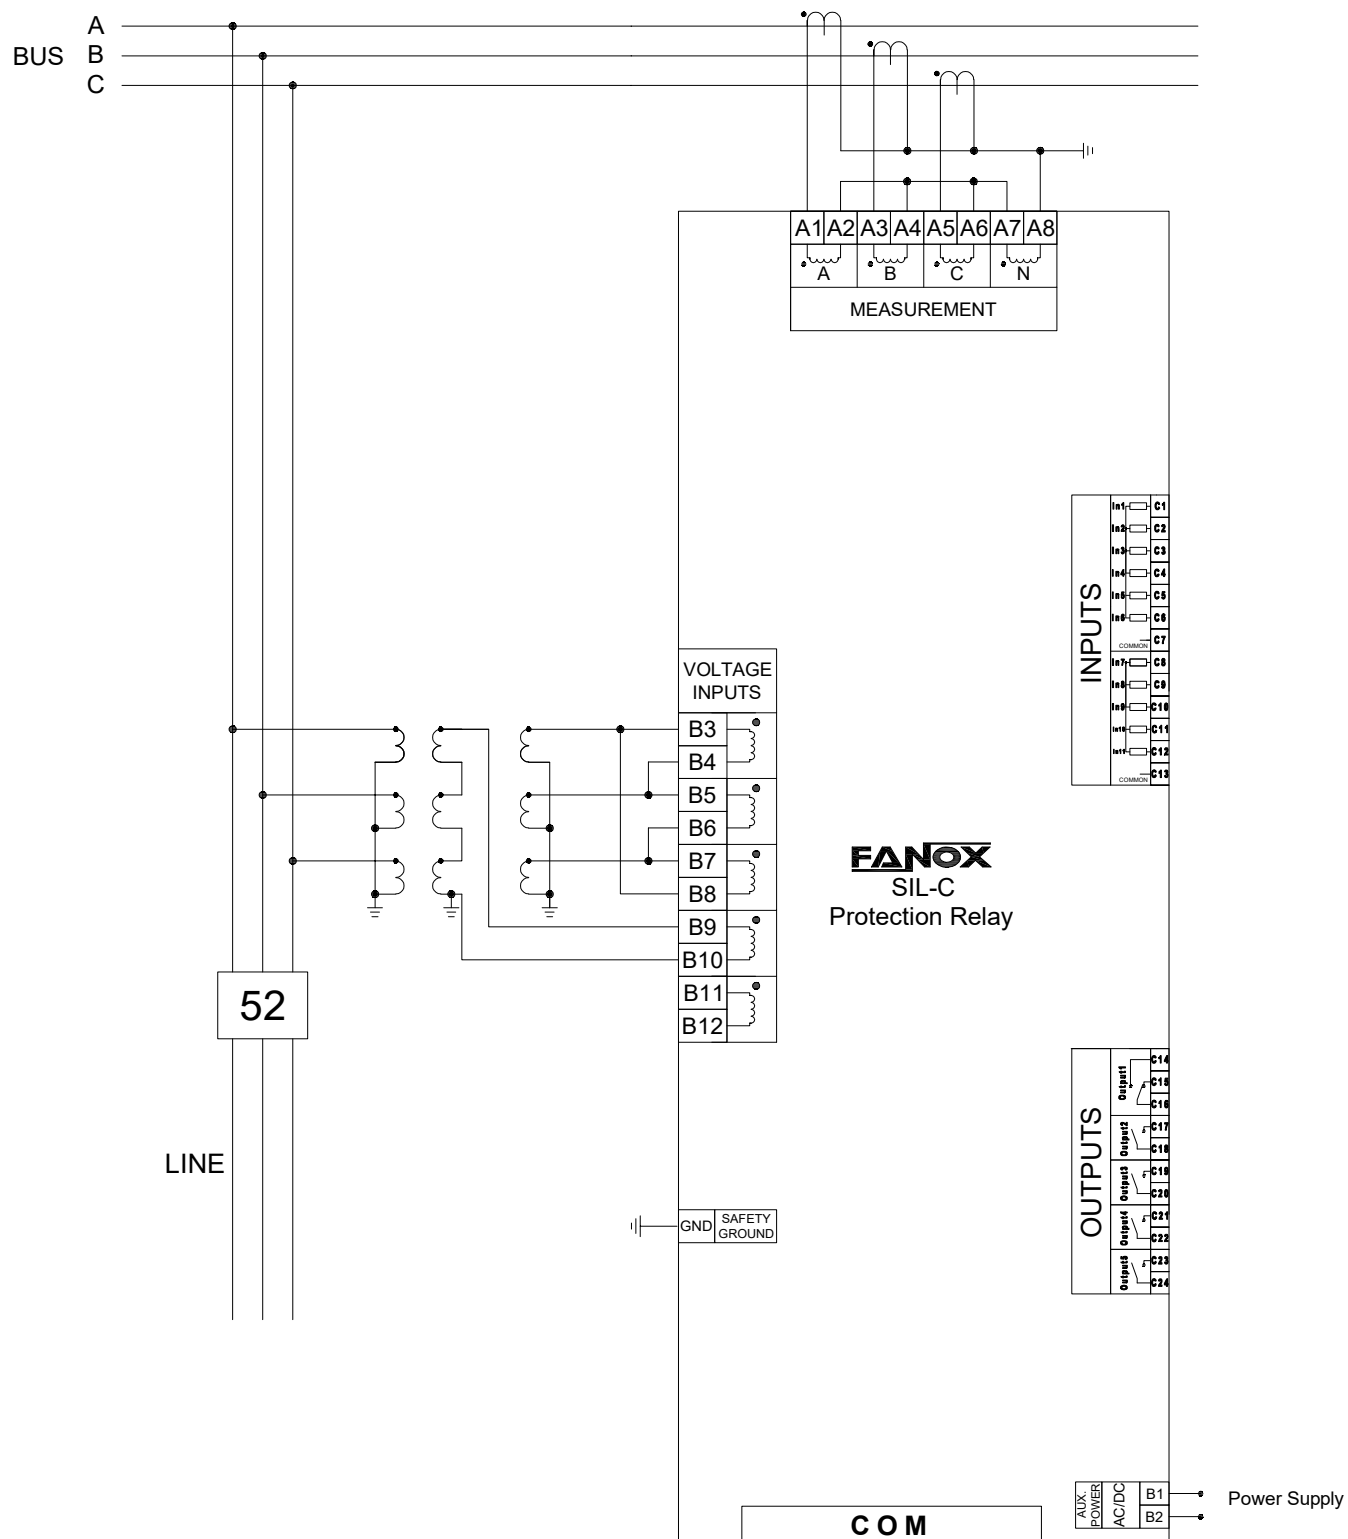 A
BUS B
C
A1 A2 A3 A4 A5 A6 A7 A8
A B C N
MEASUREMENT
INPUTS
In1 C1
In2 C2
In3 C3
In4 C4
In5 C5
In6 C6
COMMON C7
In7 C8
In8 C9
In9 C10
In10 C11
In11 C12
COMMON C13
VOLTAGE
INPUTS
B3
B4
B5
B6
B7
B8
B9
B10
B11
B12
FANOX
SIL-C
Protection Relay
52
LINE
OUTPUTS
Output1 C14
C15
C16
Output2 C17
C18
Output3 C19
C20
Output4 C21
C22
Output5 C23
C24
GND SAFETY
GROUND
AUX.
POWER
AC/DC
B1
B2
Power Supply
COM